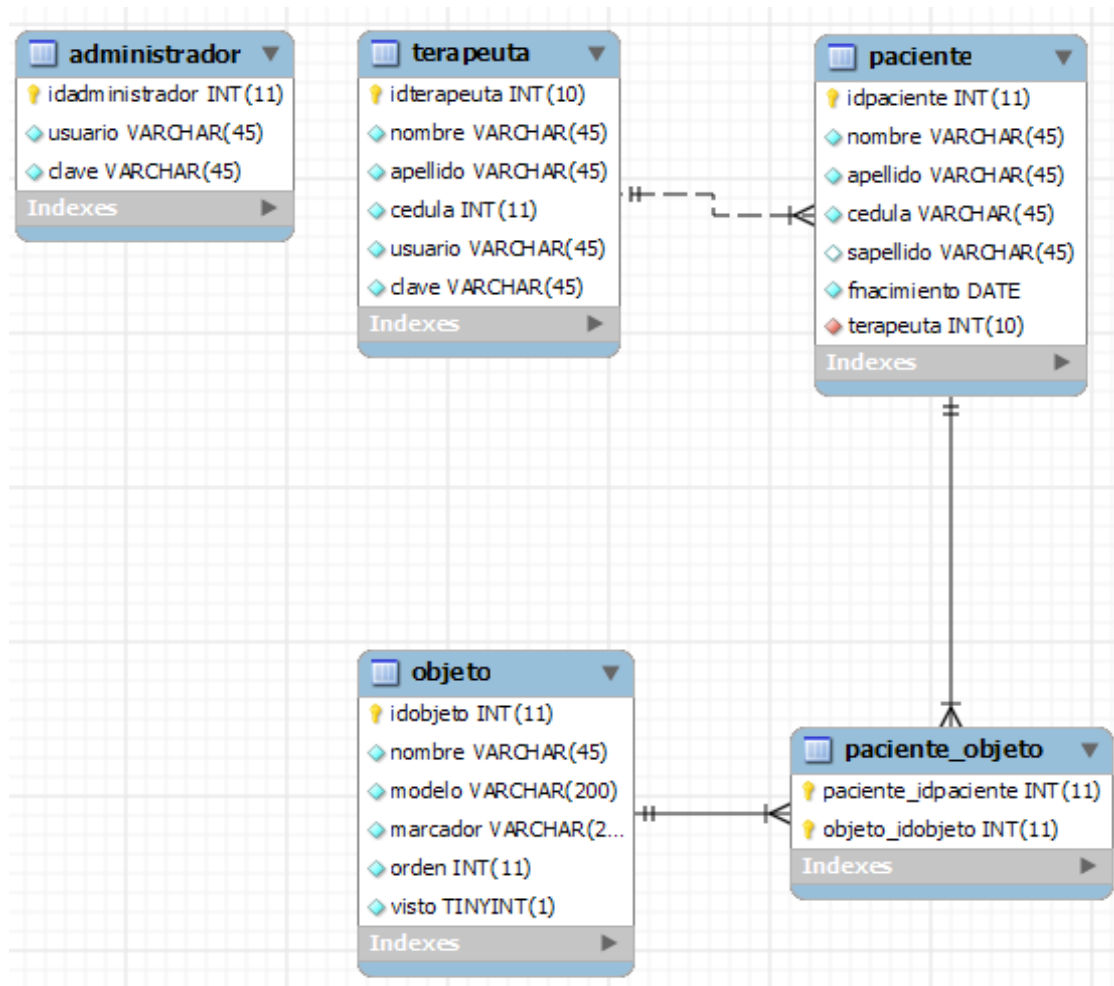 administrador
idadministrador INT(11)
usuario VARCHAR(45)
clave VARCHAR(45)
Indexes
terapeuta
idterapeuta INT(10)
nombre VARCHAR(45)
apellido VARCHAR(45)
cedula INT(11)
usuario VARCHAR(45)
clave VARCHAR(45)
Indexes
paciente
idpaciente INT(11)
nombre VARCHAR(45)
apellido VARCHAR(45)
cedula VARCHAR(45)
sapellido VARCHAR(45)
fnacimiento DATE
terapeuta INT(10)
Indexes
objeto
idobjeto INT(11)
nombre VARCHAR(45)
modelo VARCHAR(200)
marcador VARCHAR(2...
orden INT(11)
visto TINYINT(1)
Indexes
paciente_objeto
paciente_idpaciente INT(11)
objeto_idobjeto INT(11)
Indexes